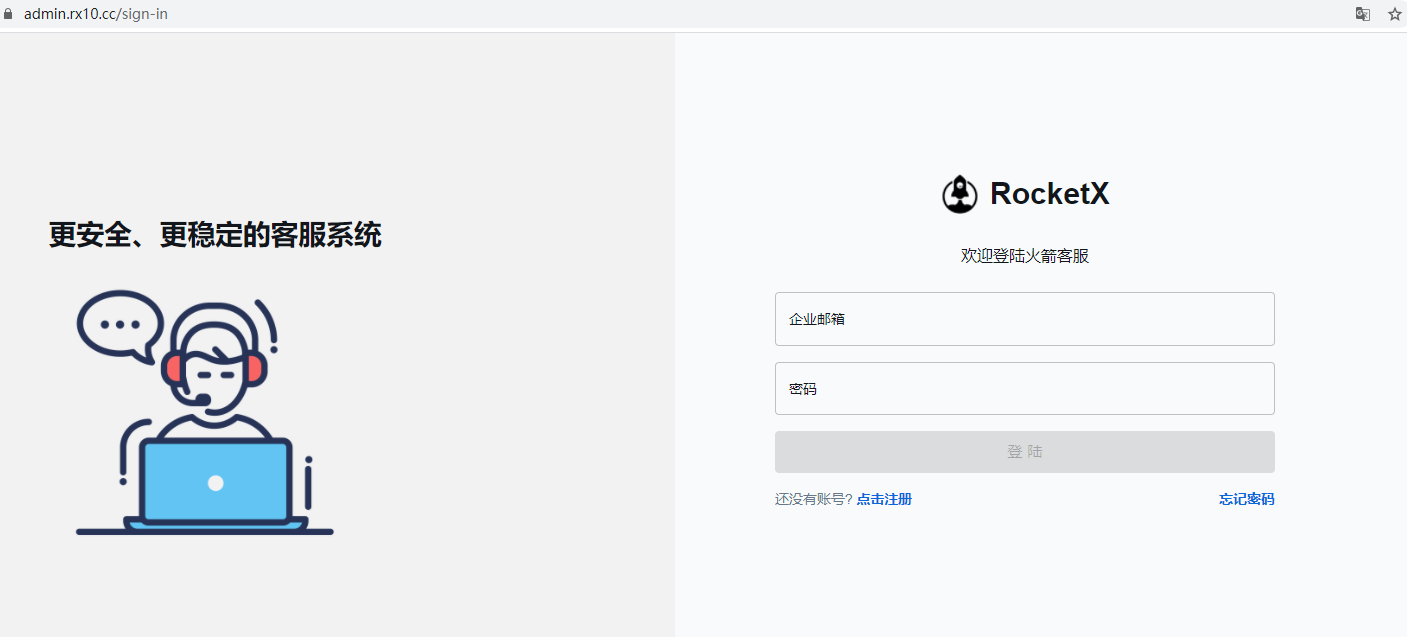 admin.rx10.cc/sign-in
更安全、更稳定的客服系统
RocketX
欢迎登陆火箭客服
企业邮箱
密码
登 陆
还没有账号? 点击注册
忘记密码